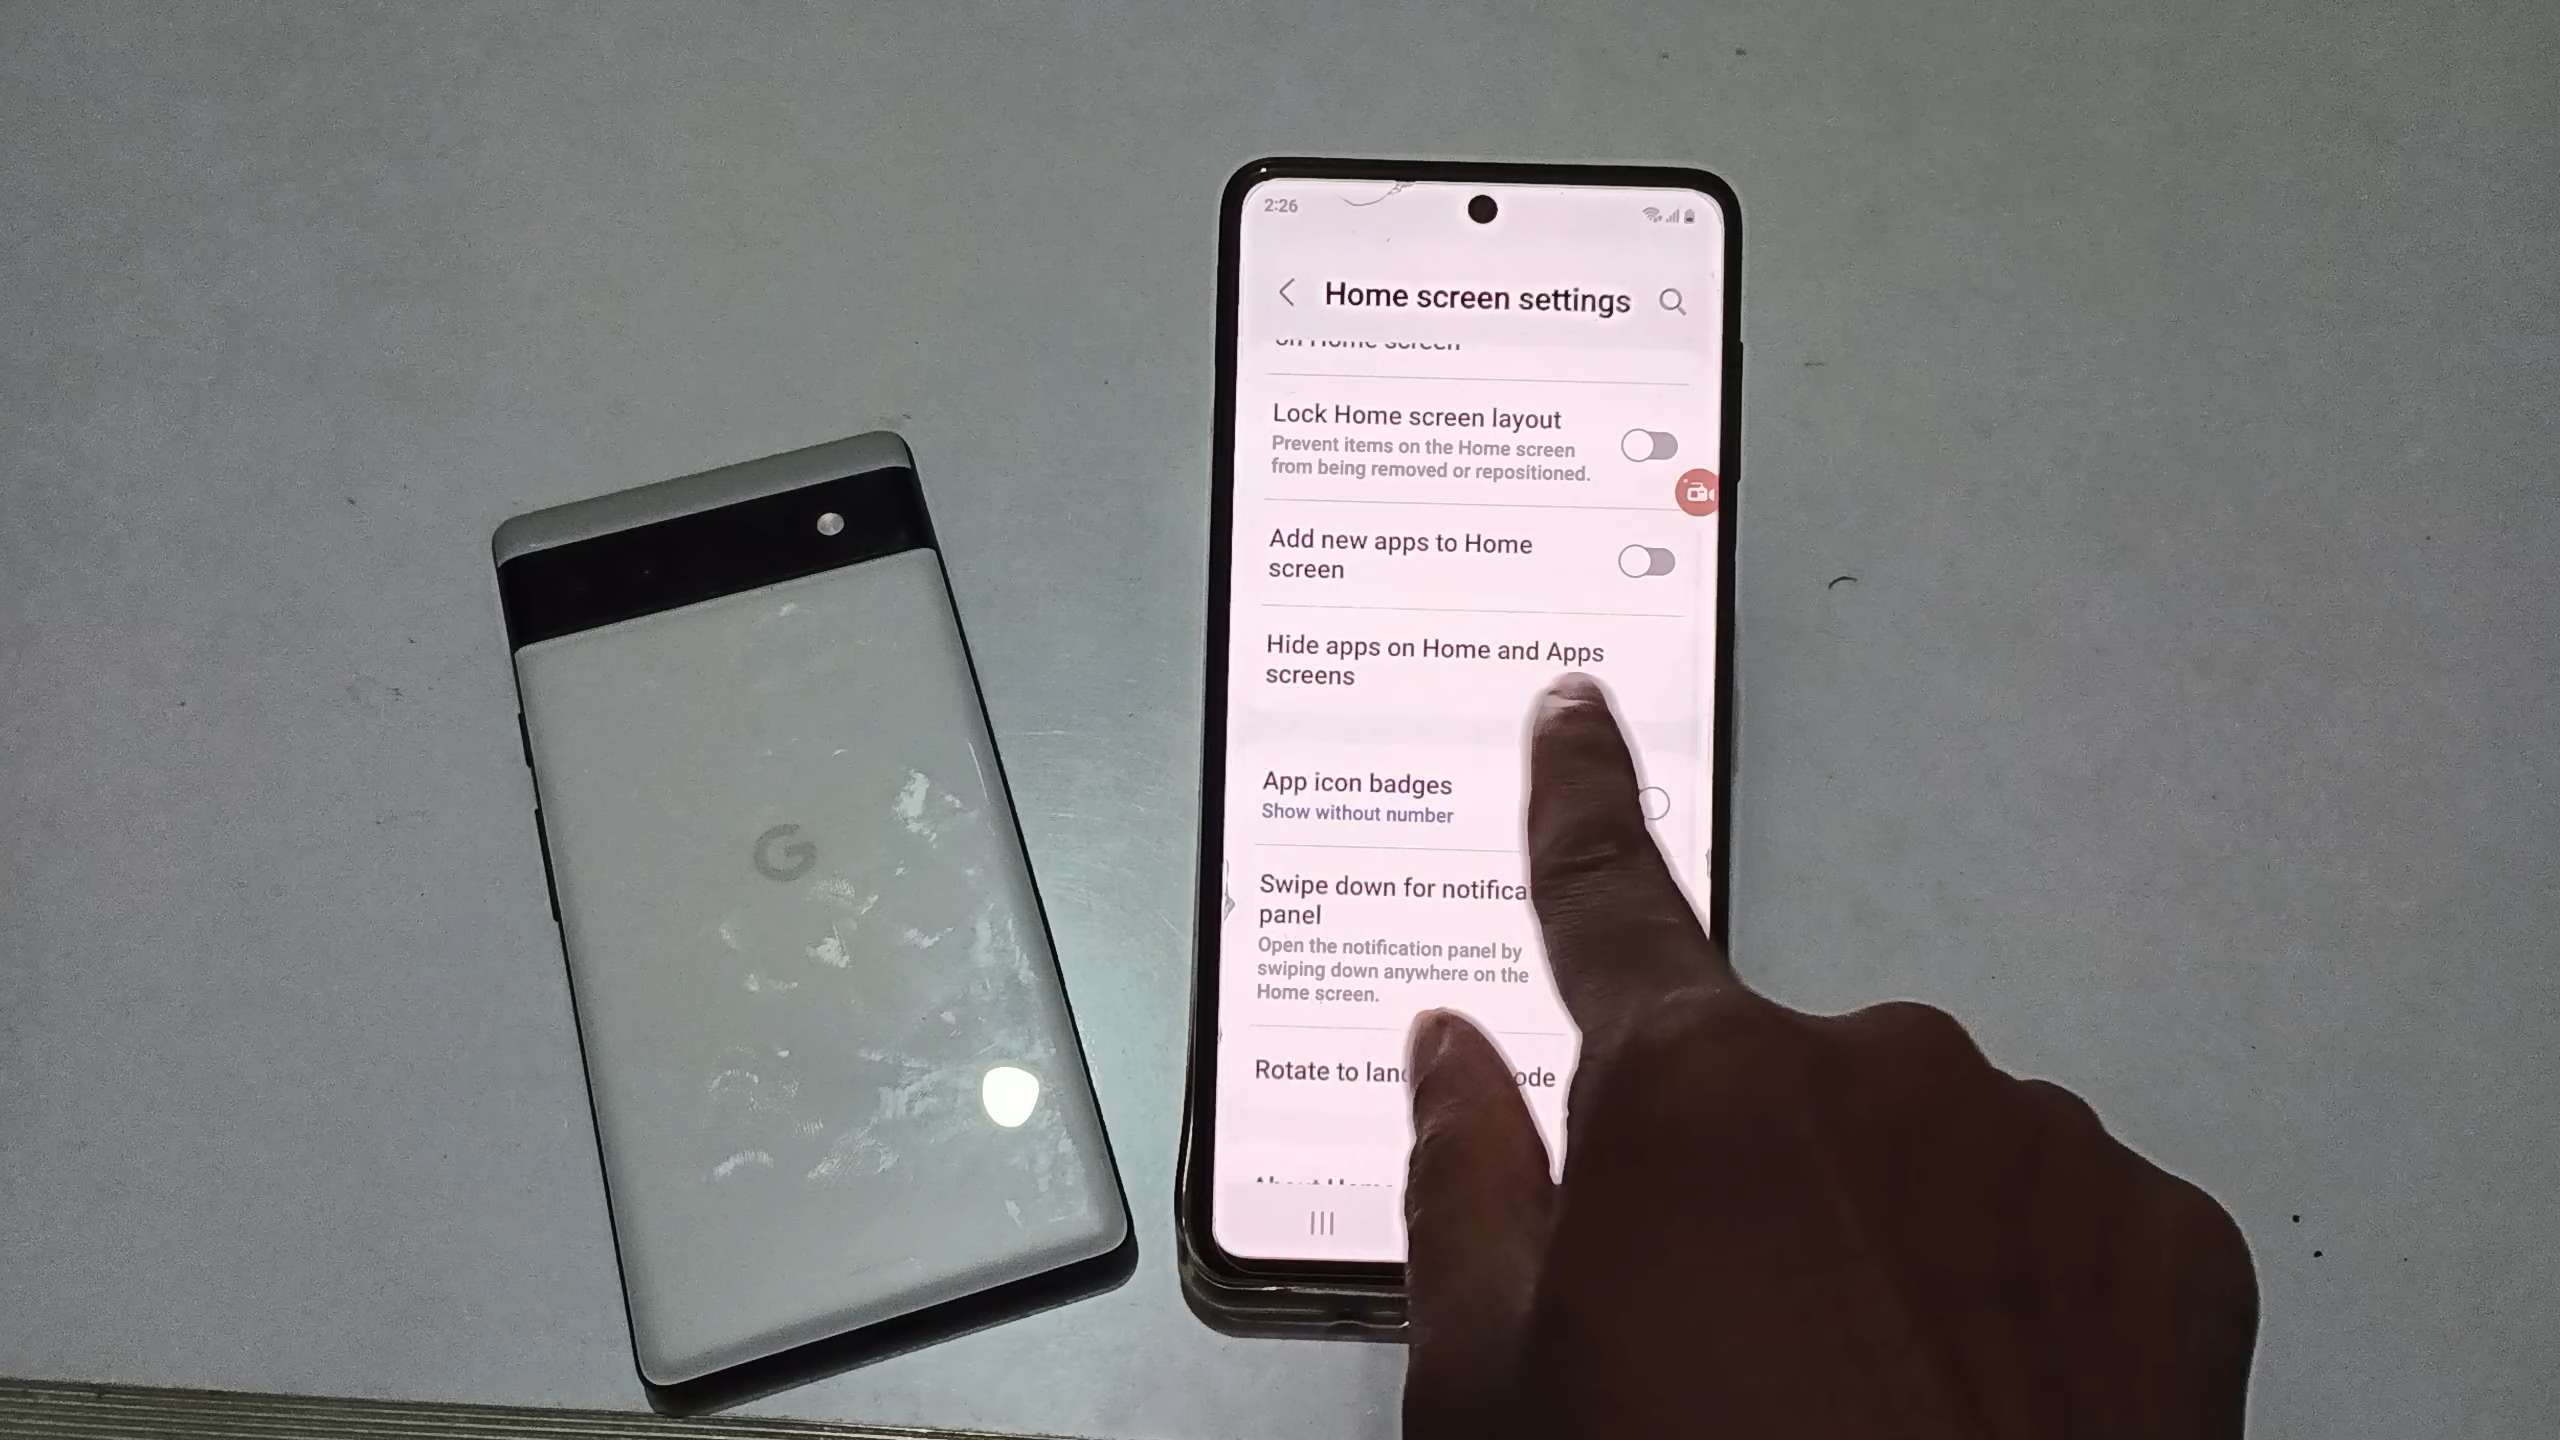 2:26
Home screen settings
on Home screen
Lock Home screen layout
Prevent items on the Home screen
from being removed or repositioned.
Add new apps to Home
screen
Hide apps on Home and Apps
screens
App icon badges
Show without number
Swipe down for notifica
panel
Open the notification panel by
swiping down anywhere on the
Home screen.
Rotate to lan ode
G